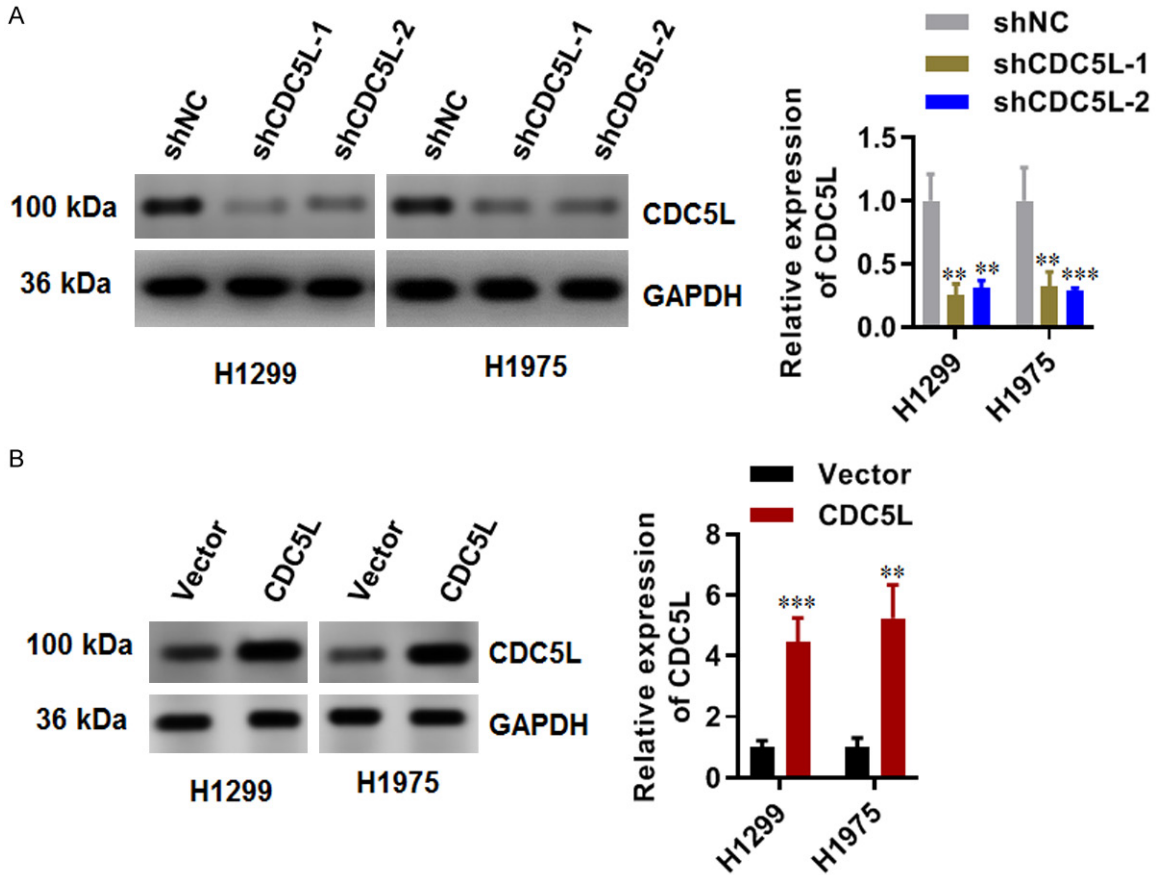 A
shNC
shCDC5L-1
shCDC5L-2
shNC
shCDC5L-1
shCDC5L-2
100 kDa
CDC5L
36 kDa
GAPDH
H1299
H1975
shNC
shCDC5L-1
shCDC5L-2
Relative expression
of CDC5L
1.5
1.0
0.5
0.0
** ** ** ***
H1299
H1975
B
Vector
CDC5L
Vector
CDC5L
100 kDa
CDC5L
36 kDa
GAPDH
H1299
H1975
Vector
CDC5L
Relative expression
of CDC5L
8
6
4
2
0
*** **
H1299
H1975